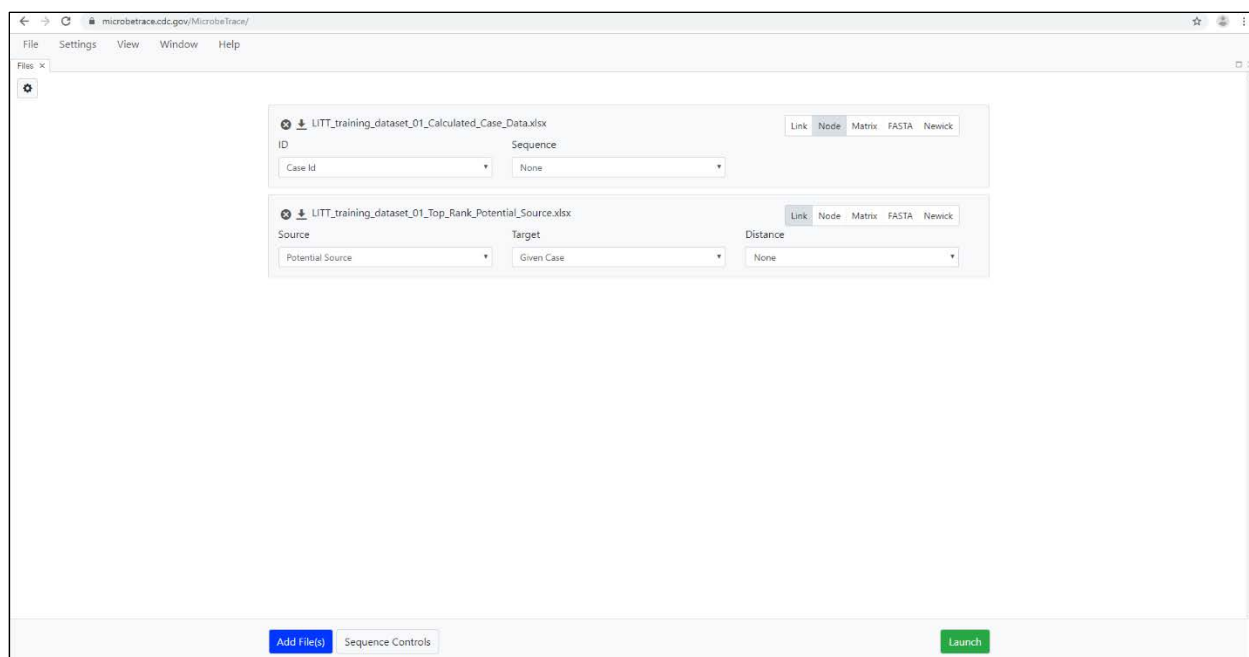 microbetrace.cdc.gov/MicrobeTrace/
File Settings View Window Help
Files ×
LITT_training_dataset_01_Calculated_Case_Data.xlsx
Link Node Matrix FASTA Newick
ID Sequence
Case Id None
LITT_training_dataset_01_Top_Rank_Potential_Source.xlsx
Link Node Matrix FASTA Newick
Source Target Distance
Potential Source Given Case None
Add File(s) Sequence Controls Launch